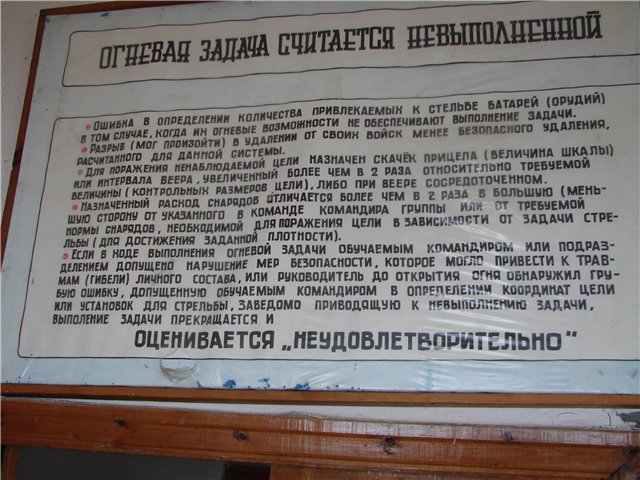 ОГНЕВАЯ ЗАДАЧА СЧИТАЕТСЯ НЕВЫПОЛНЕННОЙ
• ОШИБКА В ОПРЕДЕЛЕНИИ КОЛИЧЕСТВА ПРИВЛЕКАЕМЫХ К СТЕЛЬБЕ БАТАРЕЙ (ОРУДИЙ)
В ТОМ СЛУЧАЕ, КОГДА ИХ ОГНЕВЫЕ ВОЗМОЖНОСТИ НЕ ОБЕСПЕЧИВАЮТ ВЫПОЛНЕНИЕ ЗАДАЧИ.
• РАЗРЫВ (МОГ ПРОИЗОЙТИ) В УДАЛЕНИИ ОТ СВОИХ ВОЙСК МЕНЕЕ БЕЗОПАСНОГО УДАЛЕНИЯ,
РАСЧИТАННОГО ДЛЯ ДАННОЙ СИСТЕМЫ.
• ДЛЯ ПОРАЖЕНИЯ НЕНАБЛЮДАЕМОЙ ЦЕЛИ НАЗНАЧЕН СКАЧЁК ПРИЦЕЛА (ВЕЛИЧИНА ШКАЛЫ)
ИЛИ ИНТЕРВАЛА ВЕЕРА, УВЕЛИЧЕННЫЙ БОЛЕЕ ЧЕМ В 2 РАЗА ОТНОСИТЕЛЬНО ТРЕБУЕМОЙ
ВЕЛИЧИНЫ (КОНТРОЛЬНЫХ РАЗМЕРОВ ЦЕЛИ), ЛИБО ПРИ ВЕЕРЕ СОСРЕДОТОЧЕННОМ.
• НАЗНАЧЕННЫЙ РАСХОД СНАРЯДОВ ОТЛИЧАЕТСЯ БОЛЕЕ ЧЕМ В 2 РАЗА В БОЛЬШУЮ (МЕНЬ-
ШУЮ СТОРОНУ ОТ УКАЗАННОГО В КОМАНДЕ КОМАНДИРА ГРУППЫ ИЛИ ОТ ТРЕБУЕМОЙ
НОРМЫ СНАРЯДОВ, НЕОБХОДИМОЙ ДЛЯ ПОРАЖЕНИЯ ЦЕЛИ В ЗАВИСИМОСТИ ОТ ЗАДАЧИ СТРЕ-
ЛЬБЫ (ДЛЯ ДОСТИЖЕНИЯ ЗАДАННОЙ ПЛОТНОСТИ).
• ЕСЛИ В ХОДЕ ВЫПОЛНЕНИЯ ОГНЕВОЙ ЗАДАЧИ ОБУЧАЕМЫМ КОМАНДИРОМ ИЛИ ПОДРАЗ-
ДЕЛЕНИЕМ ДОПУЩЕНО НАРУШЕНИЕ МЕР БЕЗОПАСНОСТИ, КОТОРОЕ МОГЛО ПРИВЕСТИ К ТРАВ-
МАМ (ГИБЕЛИ) ЛИЧНОГО СОСТАВА, ИЛИ РУКОВОДИТЕЛЬ ДО ОТКРЫТИЯ ОГНЯ ОБНАРУЖИЛ ГРУ-
БУЮ ОШИБКУ, ДОПУЩЕННУЮ ОБУЧАЕМЫМ КОМАНДИРОМ В ОПРЕДЕЛЕНИИ КООРДИНАТ ЦЕЛИ
ИЛИ УСТАНОВОК ДЛЯ СТРЕЛЬБЫ, ЗАВЕДОМО ПРИВОДЯЩУЮ К НЕВЫПОЛНЕНИЮ ЗАДАЧИ,
ВЫПОЛЕНИЕ ЗАДАЧИ ПРЕКРАЩАЕТСЯ И
ОЦЕНИВАЕТСЯ „НЕУДОВЛЕТВОРИТЕЛЬНО"